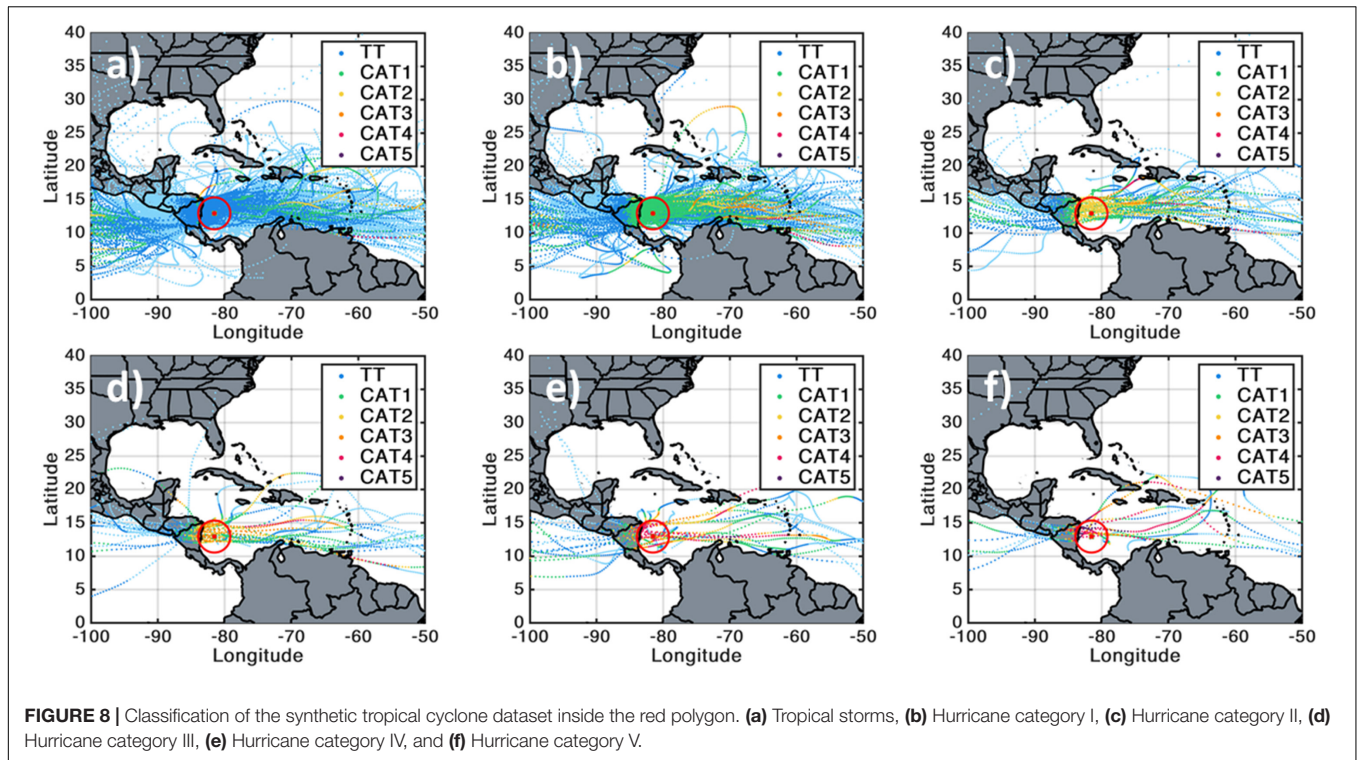 a)
TT
CAT1
CAT2
CAT3
CAT4
CAT5
40
35
30
25
20
15
10
5
0
Latitude
-100 -90 -80 -70 -60 -50
Longitude
b)
TT
CAT1
CAT2
CAT3
CAT4
CAT5
40
35
30
25
20
15
10
5
0
Latitude
-100 -90 -80 -70 -60 -50
Longitude
c)
TT
CAT1
CAT2
CAT3
CAT4
CAT5
40
35
30
25
20
15
10
5
0
Latitude
-100 -90 -80 -70 -60 -50
Longitude
d)
TT
CAT1
CAT2
CAT3
CAT4
CAT5
40
35
30
25
20
15
10
5
0
Latitude
-100 -90 -80 -70 -60 -50
Longitude
e)
TT
CAT1
CAT2
CAT3
CAT4
CAT5
40
35
30
25
20
15
10
5
0
Latitude
-100 -90 -80 -70 -60 -50
Longitude
f)
TT
CAT1
CAT2
CAT3
CAT4
CAT5
40
35
30
25
20
15
10
5
0
Latitude
-100 -90 -80 -70 -60 -50
Longitude
FIGURE 8 | Classification of the synthetic tropical cyclone dataset inside the red polygon. (a) Tropical storms, (b) Hurricane category I, (c) Hurricane category II, (d)
Hurricane category III, (e) Hurricane category IV, and (f) Hurricane category V.